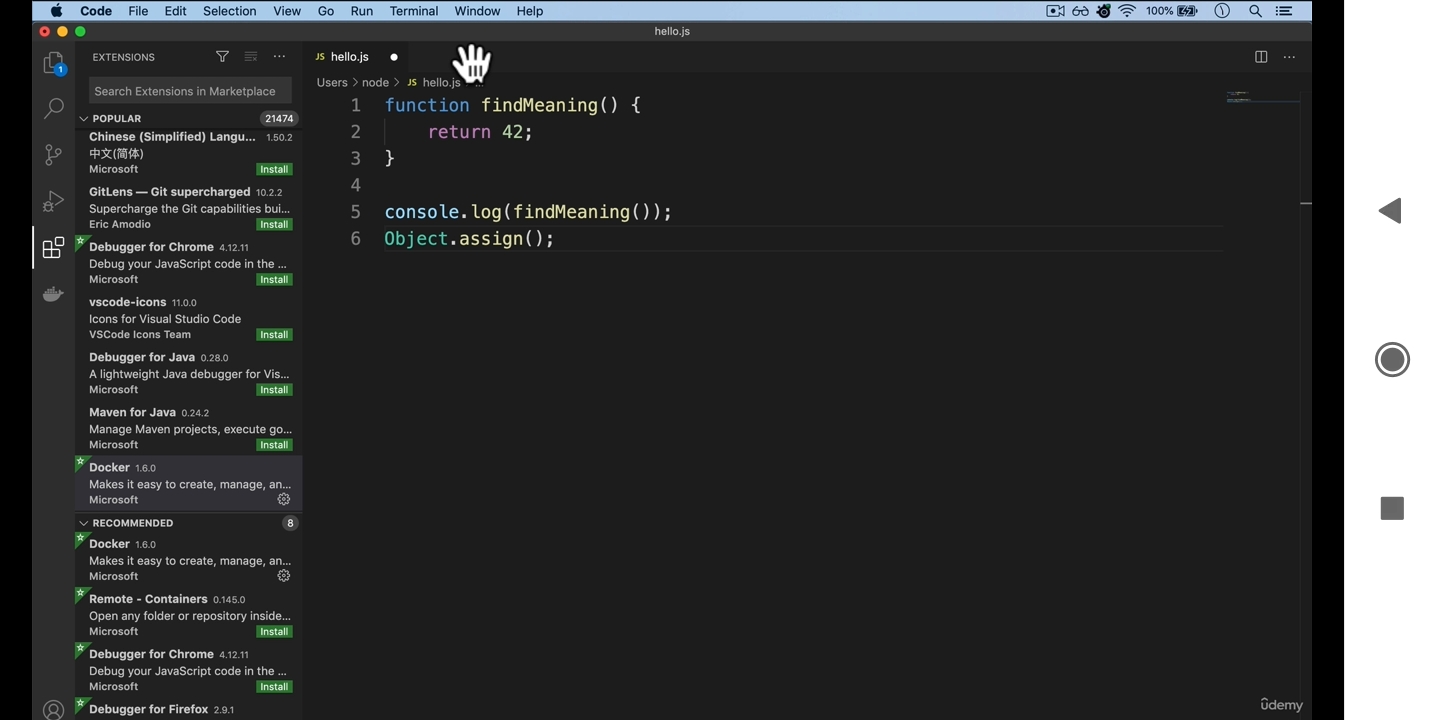 Code File Edit Selection View Go Run Terminal Window Help 100%
hello.js
EXTENSIONS
Search Extensions in Marketplace
POPULAR 21474
Chinese (Simplified) Langu... 1.50.2
中文(简体)
Microsoft Install
GitLens — Git supercharged 10.2.2
Supercharge the Git capabilities bui...
Eric Amodio Install
Debugger for Chrome 4.12.11
Debug your JavaScript code in the ...
Microsoft Install
vscode-icons 11.0.0
Icons for Visual Studio Code
VSCode Icons Team Install
Debugger for Java 0.28.0
A lightweight Java debugger for Vis...
Microsoft Install
Maven for Java 0.24.2
Manage Maven projects, execute go...
Microsoft Install
Docker 1.6.0
Makes it easy to create, manage, an...
Microsoft
RECOMMENDED 8
Docker 1.6.0
Makes it easy to create, manage, an...
Microsoft
Remote - Containers 0.145.0
Open any folder or repository inside...
Microsoft Install
Debugger for Chrome 4.12.11
Debug your JavaScript code in the ...
Microsoft Install
Debugger for Firefox 2.9.1
1
JS hello.js
Users > node > JS hello.js > ...
1 function findMeaning() {
2 return 42;
3 }
4
5 console.log(findMeaning());
6 Object.assign();
ûdemy